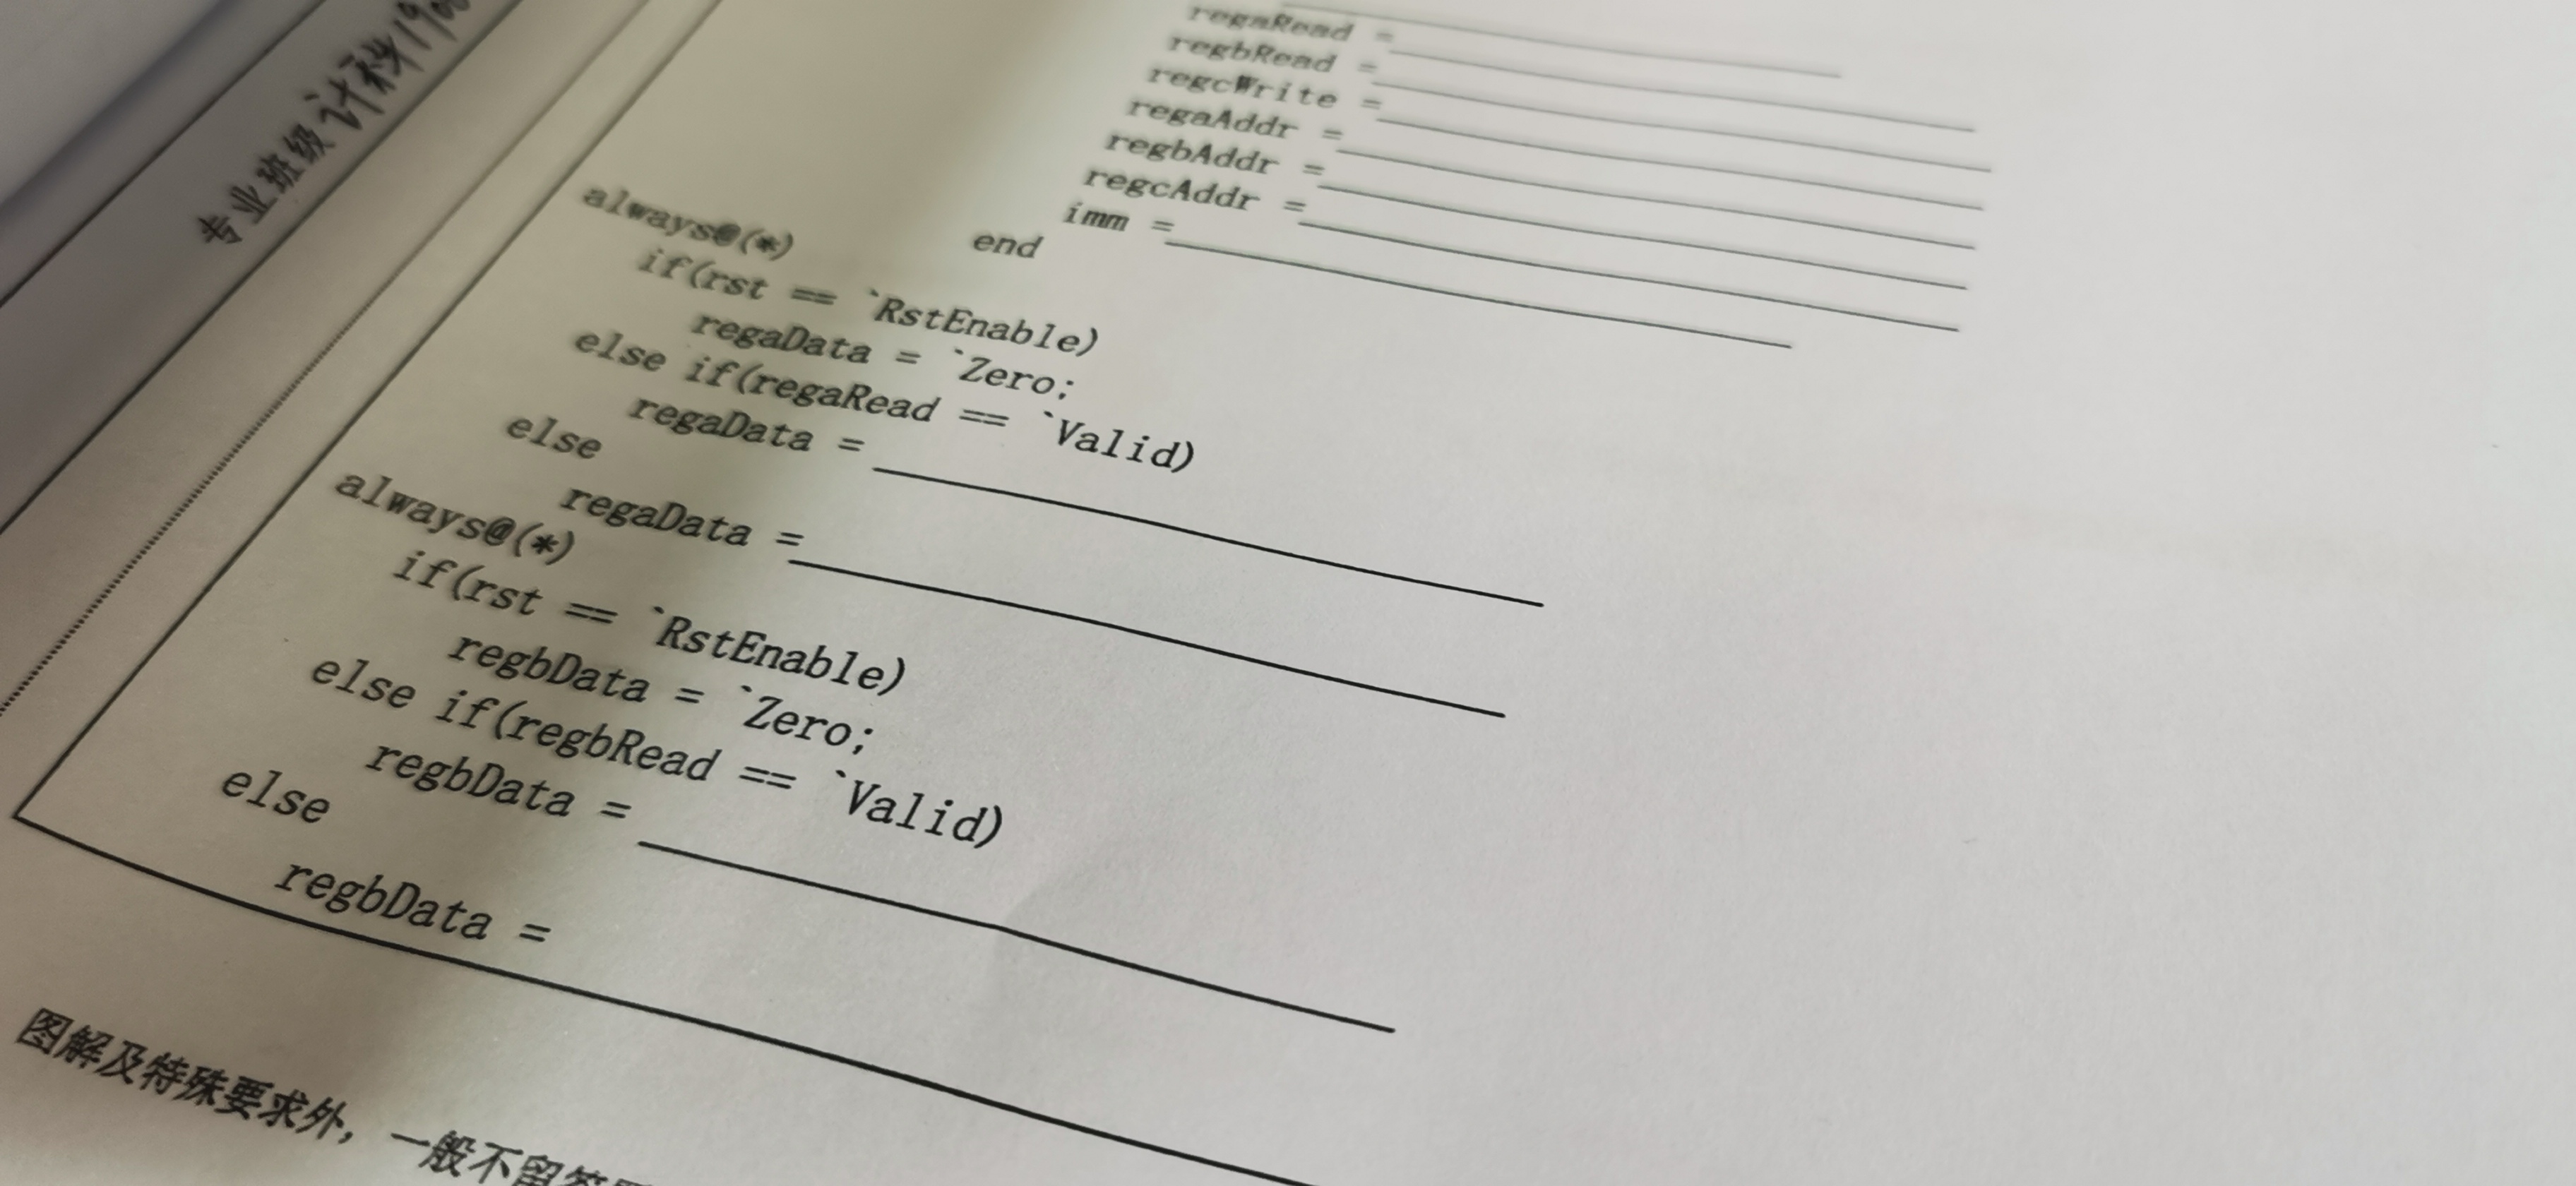 专业班级 计科190
regaRead =
regbRead =
regcWrite =
regaAddr =
regbAddr =
regcAddr =
imm =
end
always@(*)
if(rst == `RstEnable)
regaData = `Zero;
else if(regaRead == `Valid)
regaData =
else
regaData =
always@(*)
if(rst == `RstEnable)
regbData = `Zero;
else if(regbRead == `Valid)
regbData =
else
regbData =
图解及特殊要求外，一般不留